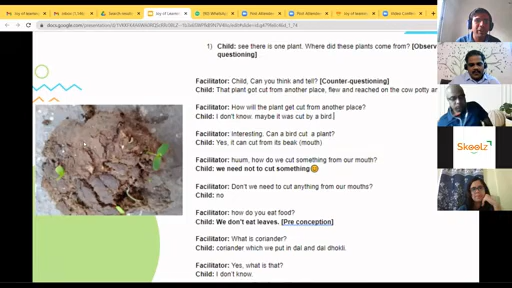 Joy of Learni
docs.google.com/presentation/d/
1) Child: see there is one plant. Where did these plants come from? [Observ
questioning]
Facilitator: Child, Can you think and tell? [Counter-questioning]
Child: That plant got cut from another place, flew and reached on the cow potty ar
Facilitator: How will the plant get cut from another place?
Child: I don't know. maybe it was cut by a bird.
Facilitator: Interesting. Can a bird cut a plant?
Child: Yes, it can cut from its beak (mouth)
Facilitator: huum, how do we cut something from our mouth?
Child: we need not to cut something
Facilitator: Don't we need to cut anything from our mouths?
Child: no
Facilitator: how do you eat food?
Child: We don't eat leaves. [Pre conception]
Facilitator: What is coriander?
Child: coriander which we put in dal and dal dhokli.
Facilitator: Yes, what is that?
Child: I don't know.
Skoolz